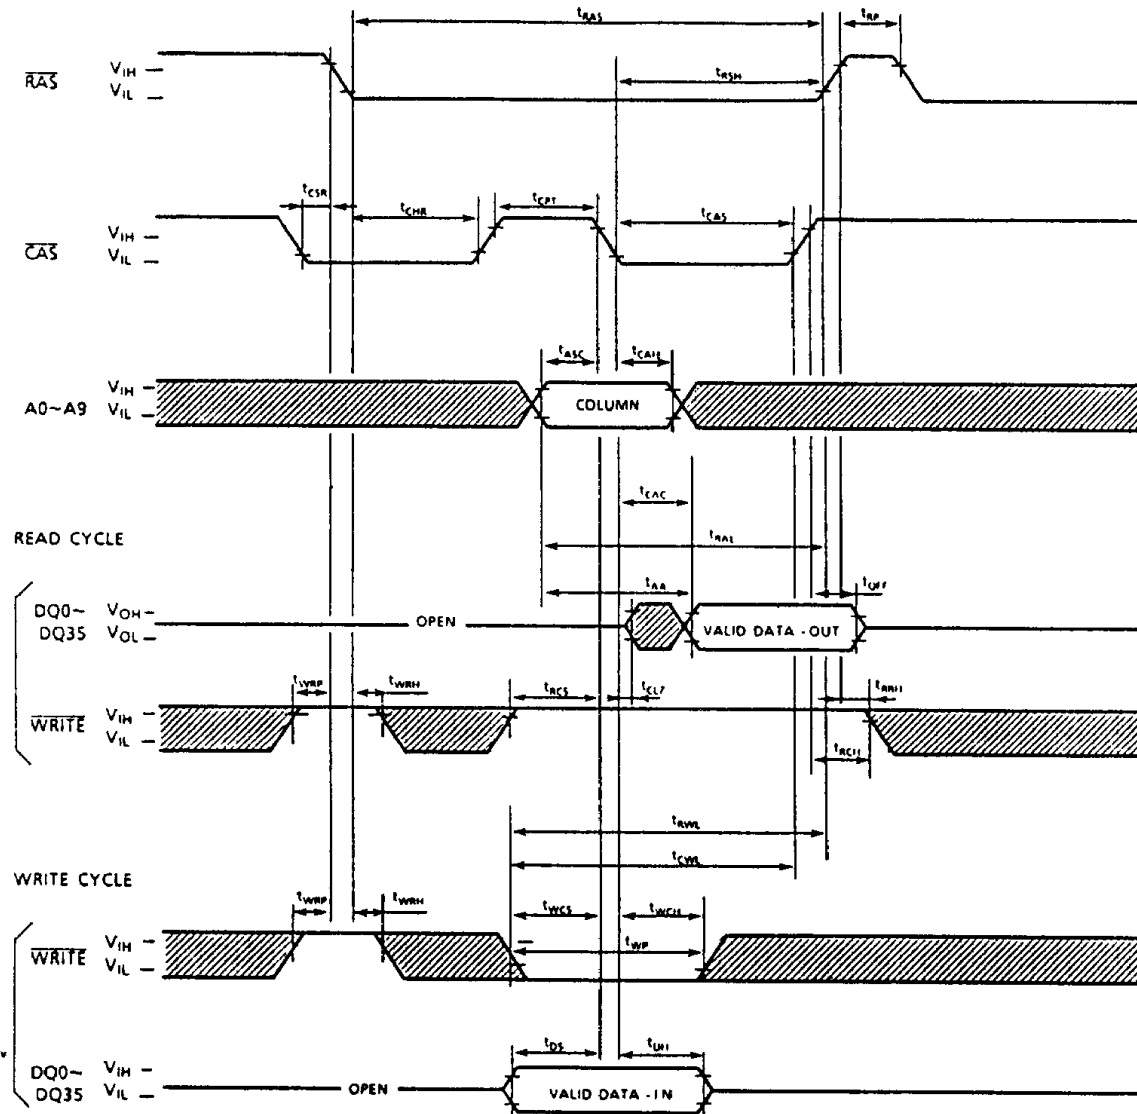 tRAS
tRP
RAS
VIH
VIL
tRSH
tCSR
tCHR
tCPT
tCAS
CAS
VIH
VIL
tASC
tCAH
A0~A9
VIH
VIL
COLUMN
tCAC
READ CYCLE
tRAL
tAA
tOFF
DQ0~
DQ35
VOH
VOL
OPEN
VALID DATA - OUT
tWRP
tWRH
tRCS
tCLZ
tRRH
WRITE
VIH
VIL
tRCH
tRWL
tCWL
WRITE CYCLE
tWRP
tWRH
tWCS
tWCH
WRITE
VIH
VIL
tWP
tDS
tDH
DQ0~
DQ35
VIH
VIL
OPEN
VALID DATA - IN